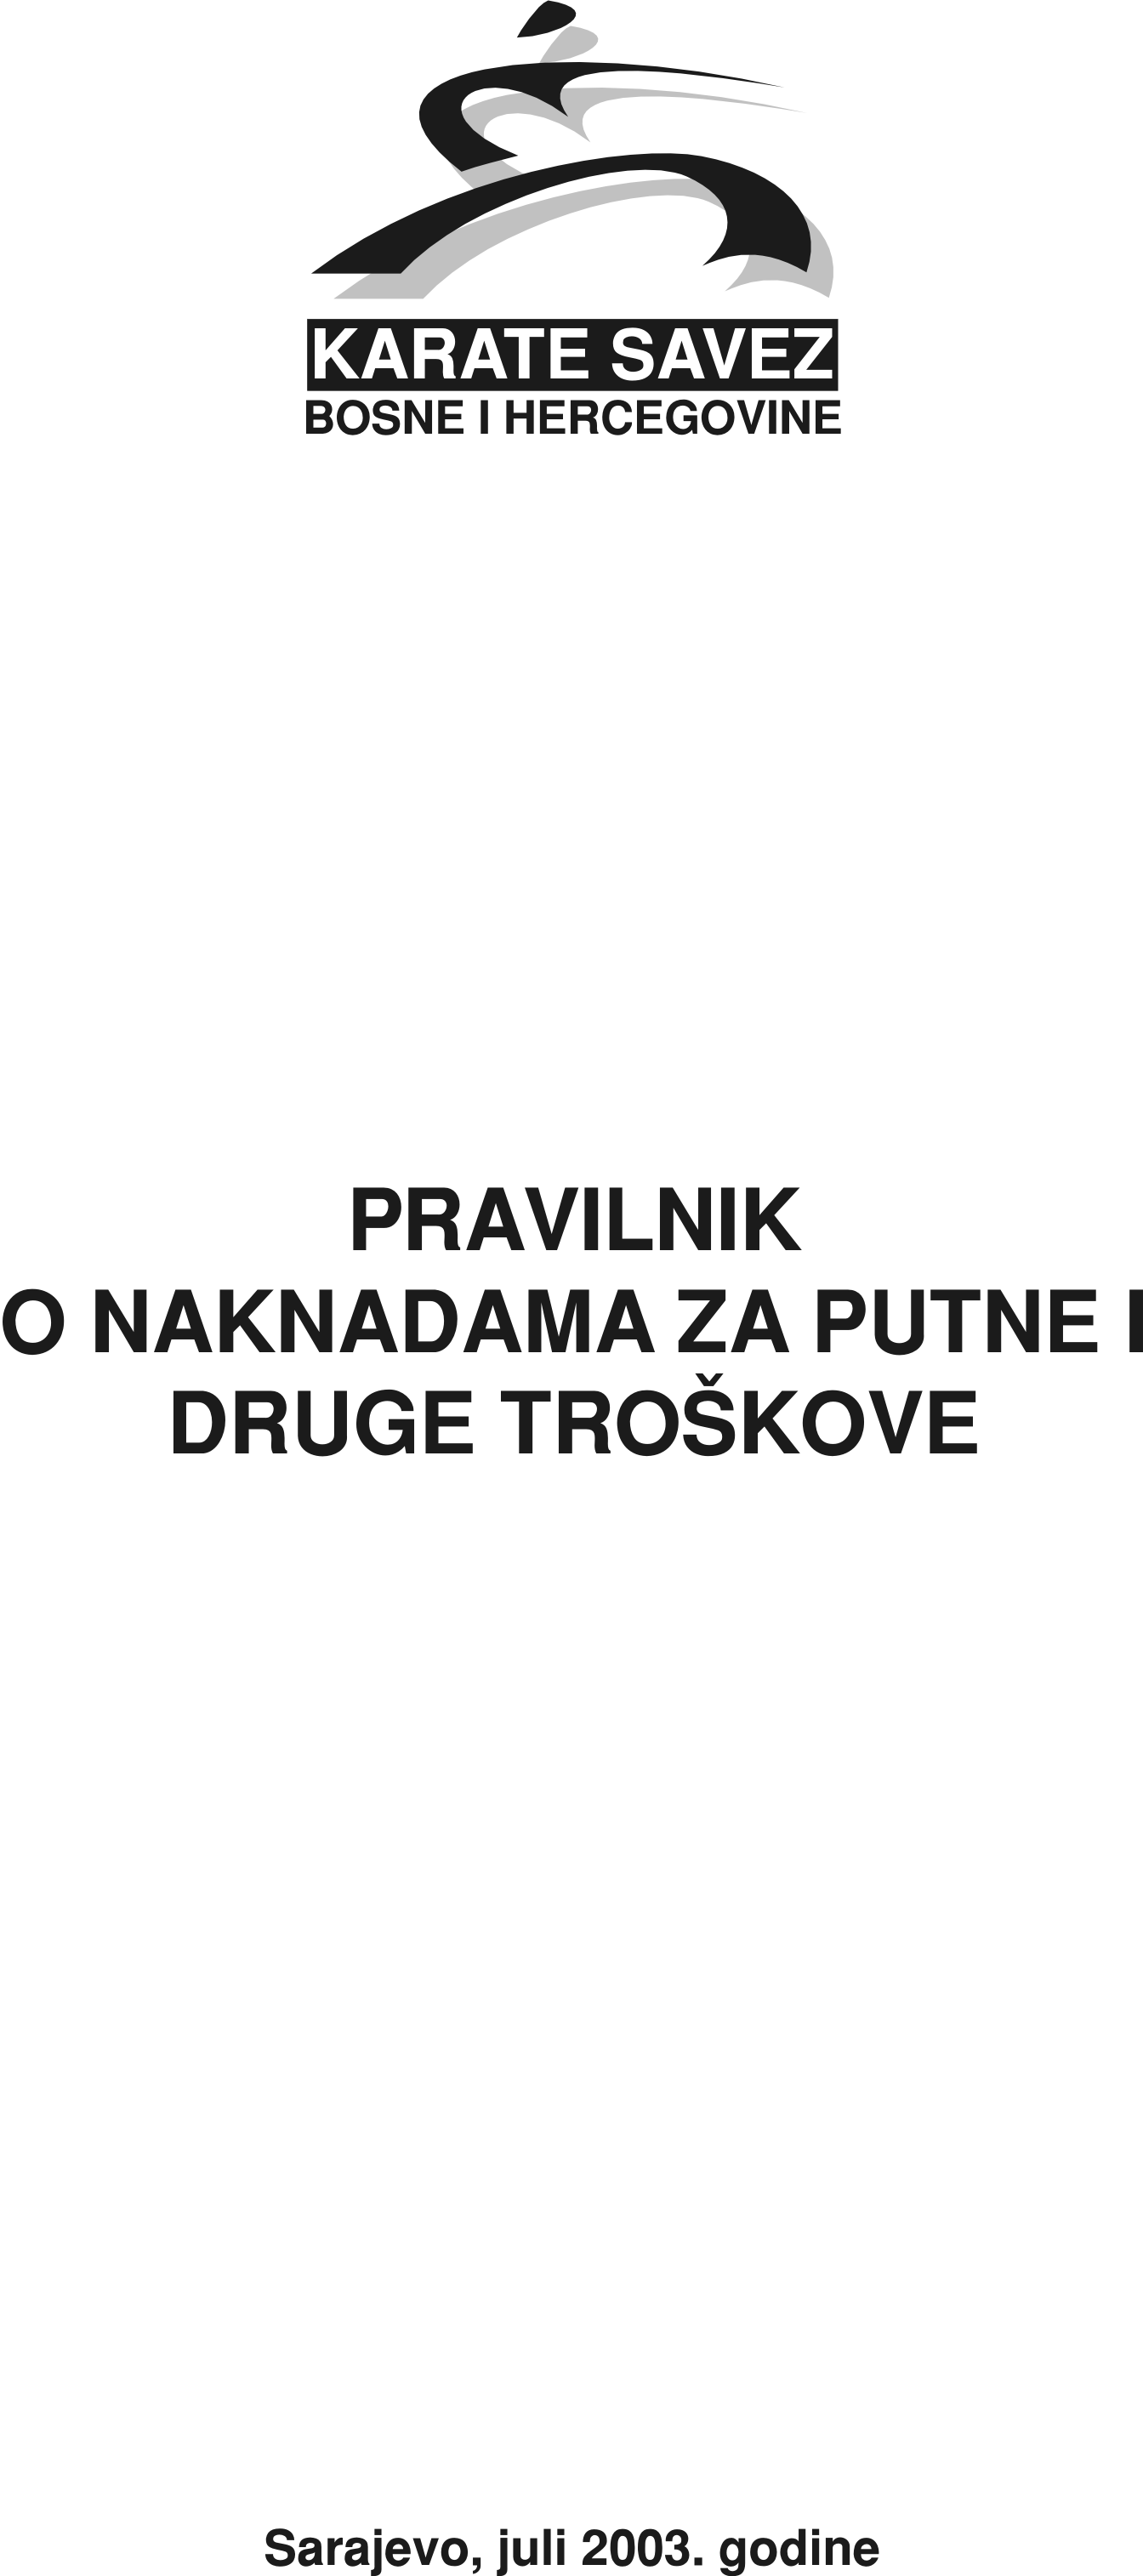 KARATE SAVEZ
BOSNE I HERCEGOVINE
PRAVILNIK
O NAKNADAMA ZA PUTNE I
DRUGE TROŠKOVE
Sarajevo, juli 2003. godine